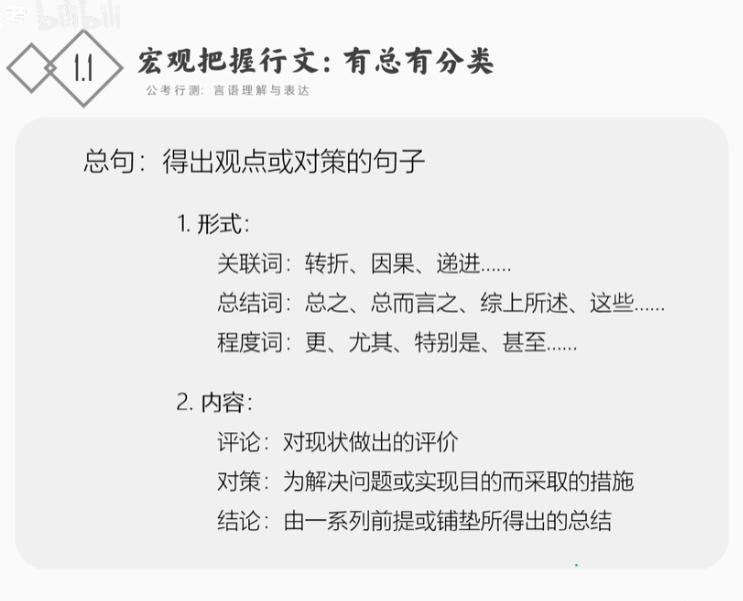 考 bilibili
1.1
宏观把握行文：有总有分类
公考行测：言语理解与表达
总句：得出观点或对策的句子
1. 形式：
关联词：转折、因果、递进......
总结词：总之、总而言之、综上所述、这些......
程度词：更、尤其、特别是、甚至......
2. 内容：
评论：对现状做出的评价
对策：为解决问题或实现目的而采取的措施
结论：由一系列前提或铺垫所得出的总结